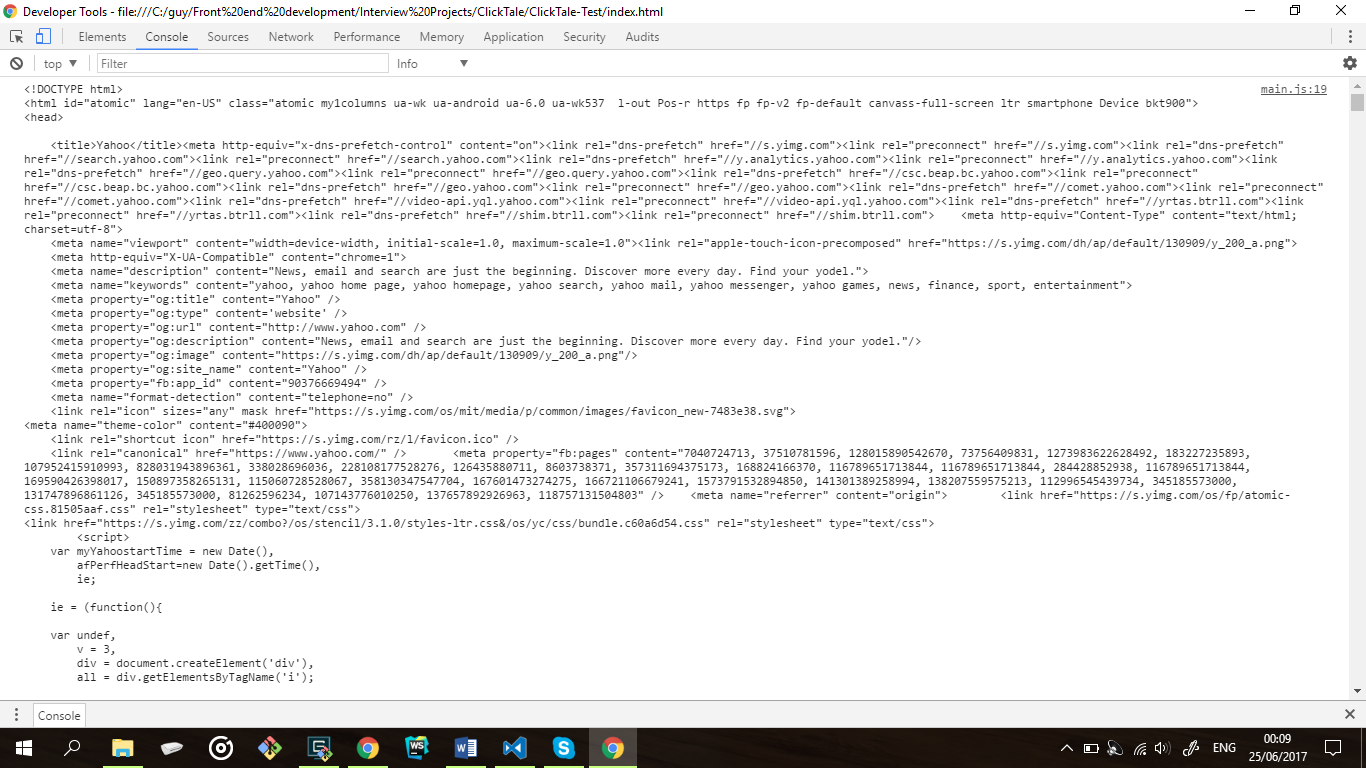 Developer Tools - file:///C:/guy/Front%20end%20development/Interview%20Projects/ClickTale/ClickTale-Test/index.html
Elements Console Sources Network Performance Memory Application Security Audits
top Filter Info
<!DOCTYPE html> main.js:19
<html id="atomic" lang="en-US" class="atomic my1columns ua-wk ua-android ua-6.0 ua-wk537  l-out Pos-r https fp fp-v2 fp-default canvass-full-screen ltr smartphone Device bkt900">
<head>
<title>Yahoo</title><meta http-equiv="x-dns-prefetch-control" content="on"><link rel="dns-prefetch" href="//s.yimg.com"><link rel="preconnect" href="//s.yimg.com"><link rel="dns-prefetch"
href="//search.yahoo.com"><link rel="preconnect" href="//search.yahoo.com"><link rel="dns-prefetch" href="//y.analytics.yahoo.com"><link rel="preconnect" href="//y.analytics.yahoo.com"><link
rel="dns-prefetch" href="//geo.query.yahoo.com"><link rel="preconnect" href="//geo.query.yahoo.com"><link rel="dns-prefetch" href="//csc.beap.bc.yahoo.com"><link rel="preconnect"
href="//csc.beap.bc.yahoo.com"><link rel="dns-prefetch" href="//geo.yahoo.com"><link rel="preconnect" href="//geo.yahoo.com"><link rel="dns-prefetch" href="//comet.yahoo.com"><link rel="preconnect"
href="//comet.yahoo.com"><link rel="dns-prefetch" href="//video-api.yql.yahoo.com"><link rel="preconnect" href="//video-api.yql.yahoo.com"><link rel="dns-prefetch" href="//yrtas.btrll.com"><link
rel="preconnect" href="//yrtas.btrll.com"><link rel="dns-prefetch" href="//shim.btrll.com"><link rel="preconnect" href="//shim.btrll.com">    <meta http-equiv="Content-Type" content="text/html;
charset=utf-8">
<meta name="viewport" content="width=device-width, initial-scale=1.0, maximum-scale=1.0"><link rel="apple-touch-icon-precomposed" href="https://s.yimg.com/dh/ap/default/130909/y_200_a.png">
<meta http-equiv="X-UA-Compatible" content="chrome=1">
<meta name="description" content="News, email and search are just the beginning. Discover more every day. Find your yodel.">
<meta name="keywords" content="yahoo, yahoo home page, yahoo homepage, yahoo search, yahoo mail, yahoo messenger, yahoo games, news, finance, sport, entertainment">
<meta property="og:title" content="Yahoo" />
<meta property="og:type" content='website' />
<meta property="og:url" content="http://www.yahoo.com" />
<meta property="og:description" content="News, email and search are just the beginning. Discover more every day. Find your yodel."/>
<meta property="og:image" content="https://s.yimg.com/dh/ap/default/130909/y_200_a.png"/>
<meta property="og:site_name" content="Yahoo" />
<meta property="fb:app_id" content="90376669494" />
<meta name="format-detection" content="telephone=no" />
<link rel="icon" sizes="any" mask href="https://s.yimg.com/os/mit/media/p/common/images/favicon_new-7483e38.svg">
<meta name="theme-color" content="#400090">
<link rel="shortcut icon" href="https://s.yimg.com/rz/l/favicon.ico" />
<link rel="canonical" href="https://www.yahoo.com/" />       <meta property="fb:pages" content="7040724713, 37510781596, 128015890542670, 73756409831, 1273983622628492, 183227235893,
107952415910993, 828031943896361, 338028696036, 228108177528276, 126435880711, 8603738371, 357311694375173, 168824166370, 116789651713844, 116789651713844, 284428852938, 116789651713844,
169590426398017, 150897358265131, 115060728528067, 358130347547704, 167601473274275, 166721106679241, 1573791532894850, 141301389258994, 138207559575213, 112996545439734, 345185573000,
131747896861126, 345185573000, 81262596234, 107143776010250, 137657892926963, 118757131504803" />    <meta name="referrer" content="origin">        <link href="https://s.yimg.com/os/fp/atomic-
css.81505aaf.css" rel="stylesheet" type="text/css">
<link href="https://s.yimg.com/zz/combo?/os/stencil/3.1.0/styles-ltr.css&/os/yc/css/bundle.c60a6d54.css" rel="stylesheet" type="text/css">
<script>
var myYahoostartTime = new Date(),
afPerfHeadStart=new Date().getTime(),
ie;
ie = (function(){
var undef,
v = 3,
div = document.createElement('div'),
all = div.getElementsByTagName('i');
Console
WS
ENG
00:09
25/06/2017